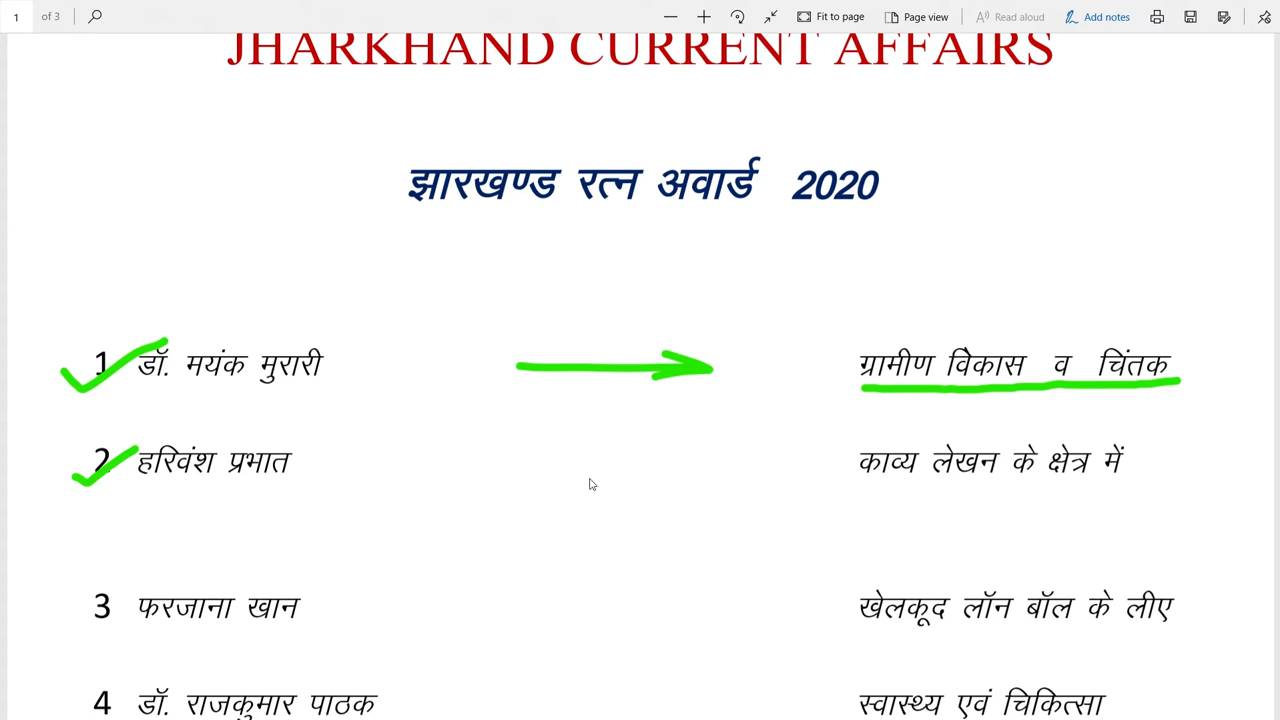 1 of 3 Fit to page Page view Read aloud Add notes
JHARKHAND CURRENT AFFAIRS
झारखण्ड रत्न अवार्ड 2020
1 डॉ. मयंक मुरारी ग्रामीण विकास व चिंतक
2 हरिवंश प्रभात काव्य लेखन के क्षेत्र में
3 फरजाना खान खेलकूद लॉन बॉल के लीए
4 डॉ. राजकुमार पाठक स्वास्थ्य एवं चिकित्सा